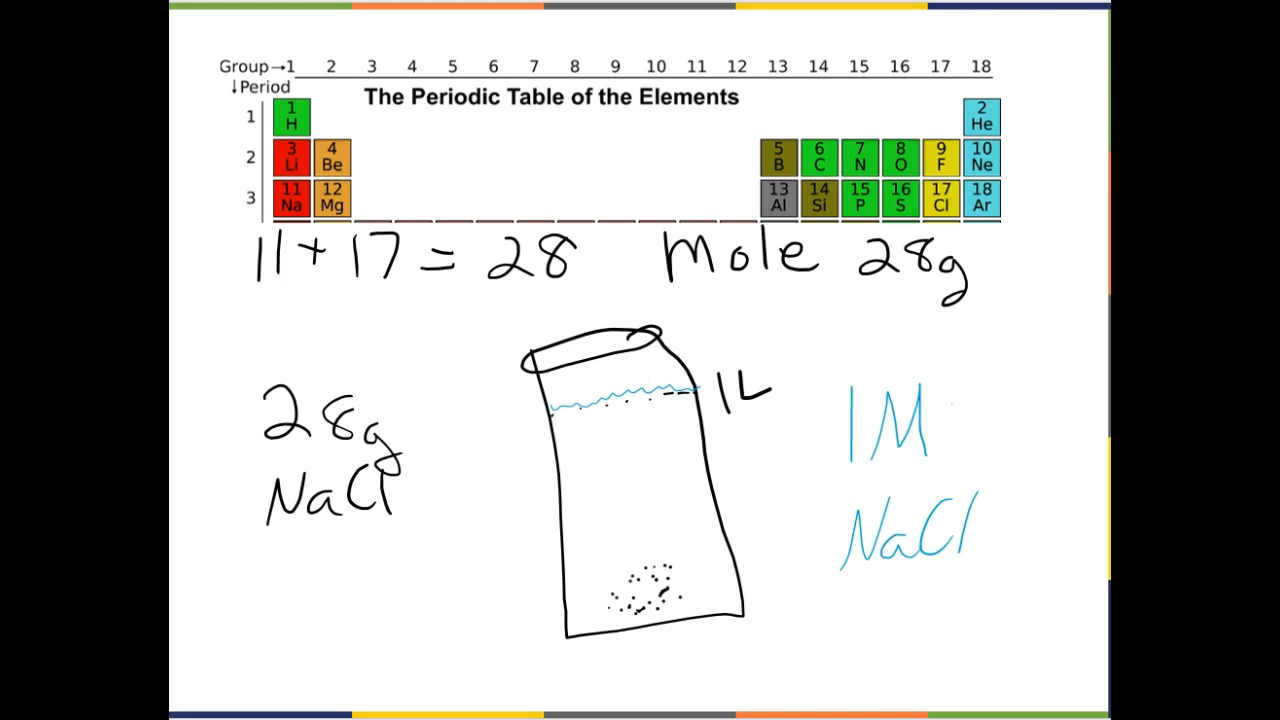 Group→1 2 3 4 5 6 7 8 9 10 11 12 13 14 15 16 17 18
↓Period
The Periodic Table of the Elements
1 1 H 2 He
2 3 Li 4 Be 5 B 6 C 7 N 8 O 9 F 10 Ne
3 11 Na 12 Mg 13 Al 14 Si 15 P 16 S 17 Cl 18 Ar
11+17=28 Mole 28g
1L
28g
NaCl
1M
NaCl